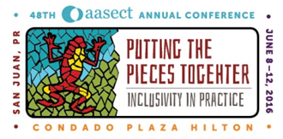 48TH aasect ANNUAL CONFERENCE
SAN JUAN, PR
PUTTING THE
PIECES TOGEHTER
INCLUSIVITY IN PRACTICE
JUNE 8–12, 2016
CONDADO PLAZA HILTON